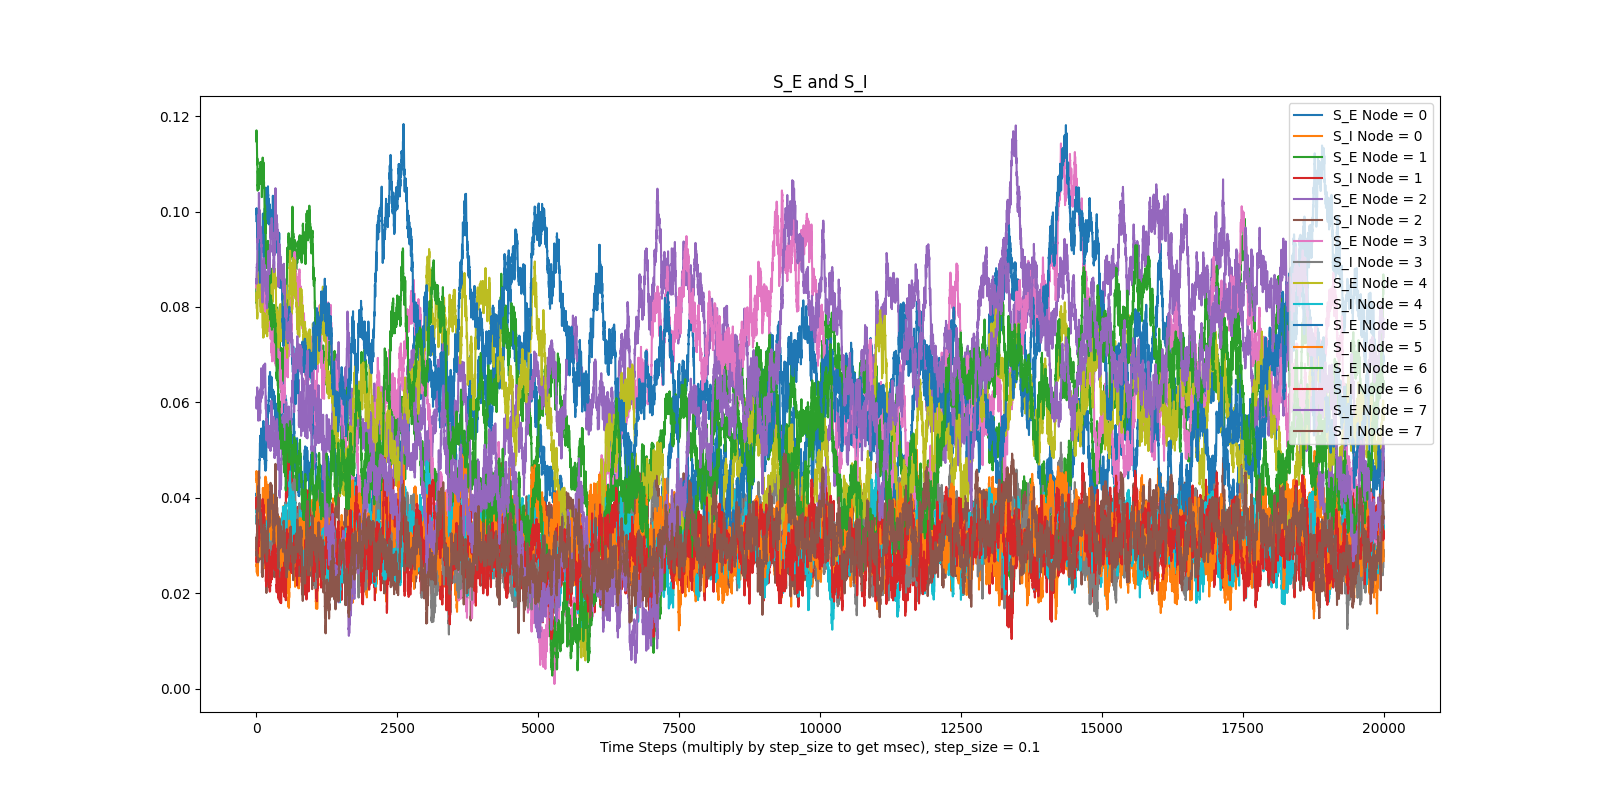 S_E and S_I
0.12
0.10
0.08
0.06
0.04
0.02
0.00
S_E Node = 0
S_I Node = 0
S_E Node = 1
S_I Node = 1
S_E Node = 2
S_I Node = 2
S_E Node = 3
S_I Node = 3
S_E Node = 4
S_I Node = 4
S_E Node = 5
S_I Node = 5
S_E Node = 6
S_I Node = 6
S_E Node = 7
S_I Node = 7
0 2500 5000 7500 10000 12500 15000 17500 20000
Time Steps (multiply by step_size to get msec), step_size = 0.1